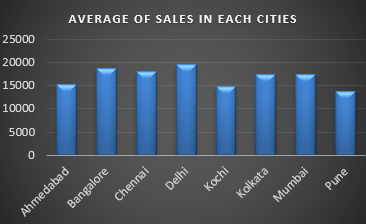 AVERAGE OF SALES IN EACH CITIES
25000
20000
15000
10000
5000
0
Ahmedabad
Bangalore
Chennai
Delhi
Kochi
Kolkata
Mumbai
Pune